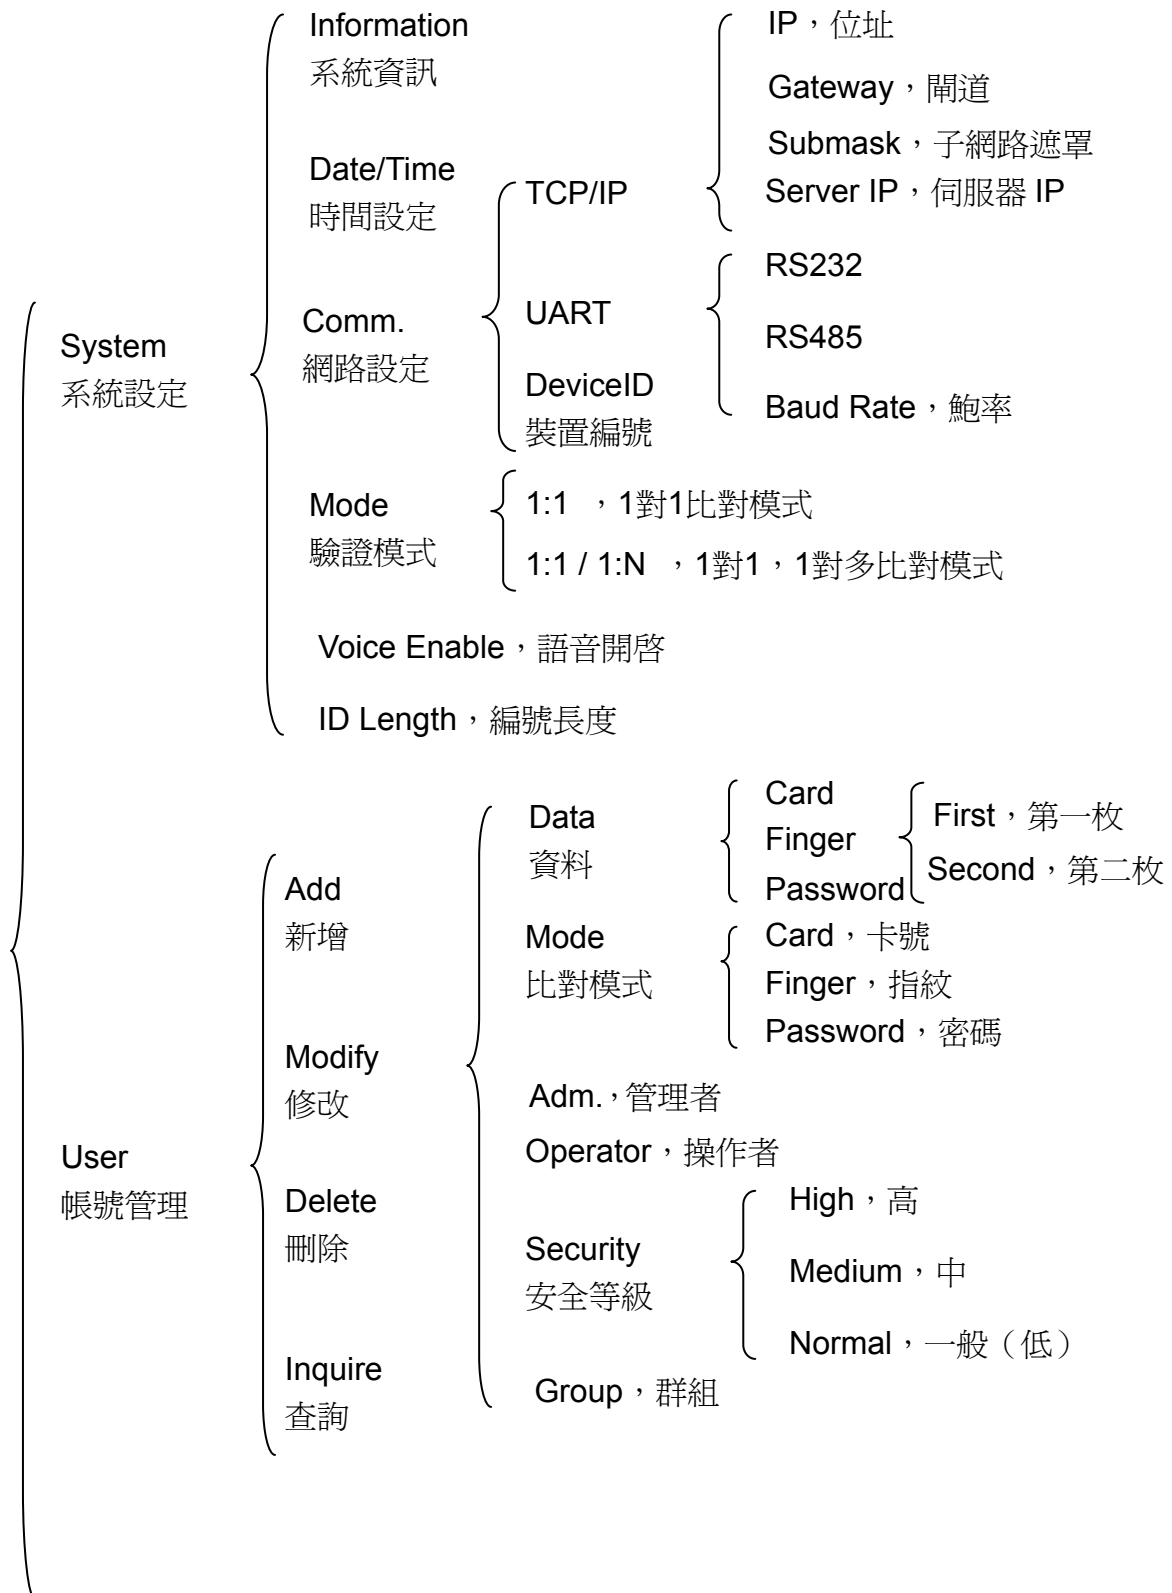 Information
系統資訊
Date/Time
時間設定
System
系統設定
Comm.
網路設定
TCP/IP
IP，位址
Gateway，閘道
Submask，子網路遮罩
Server IP，伺服器 IP
UART
RS232
RS485
Baud Rate，鮑率
DeviceID
裝置編號
Mode
驗證模式
1:1 ，1對1比對模式
1:1 / 1:N ，1對1，1對多比對模式
Voice Enable，語音開啓
ID Length，編號長度
User
帳號管理
Add
新增
Modify
修改
Delete
刪除
Inquire
查詢
Data
資料
Card
Finger
First，第一枚
Second，第二枚
Password
Mode
比對模式
Card，卡號
Finger，指紋
Password，密碼
Adm.，管理者
Operator，操作者
Security
安全等級
High，高
Medium，中
Normal，一般（低）
Group，群組